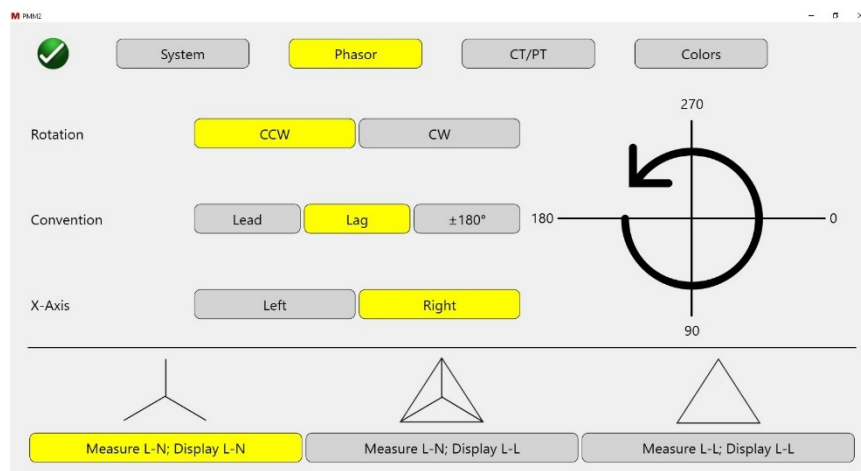 M PMM2
System Phasor CT/PT Colors
270
Rotation CCW CW
Convention Lead Lag ±180° 180 0
X-Axis Left Right
90
Measure L-N; Display L-N Measure L-N; Display L-L Measure L-L; Display L-L